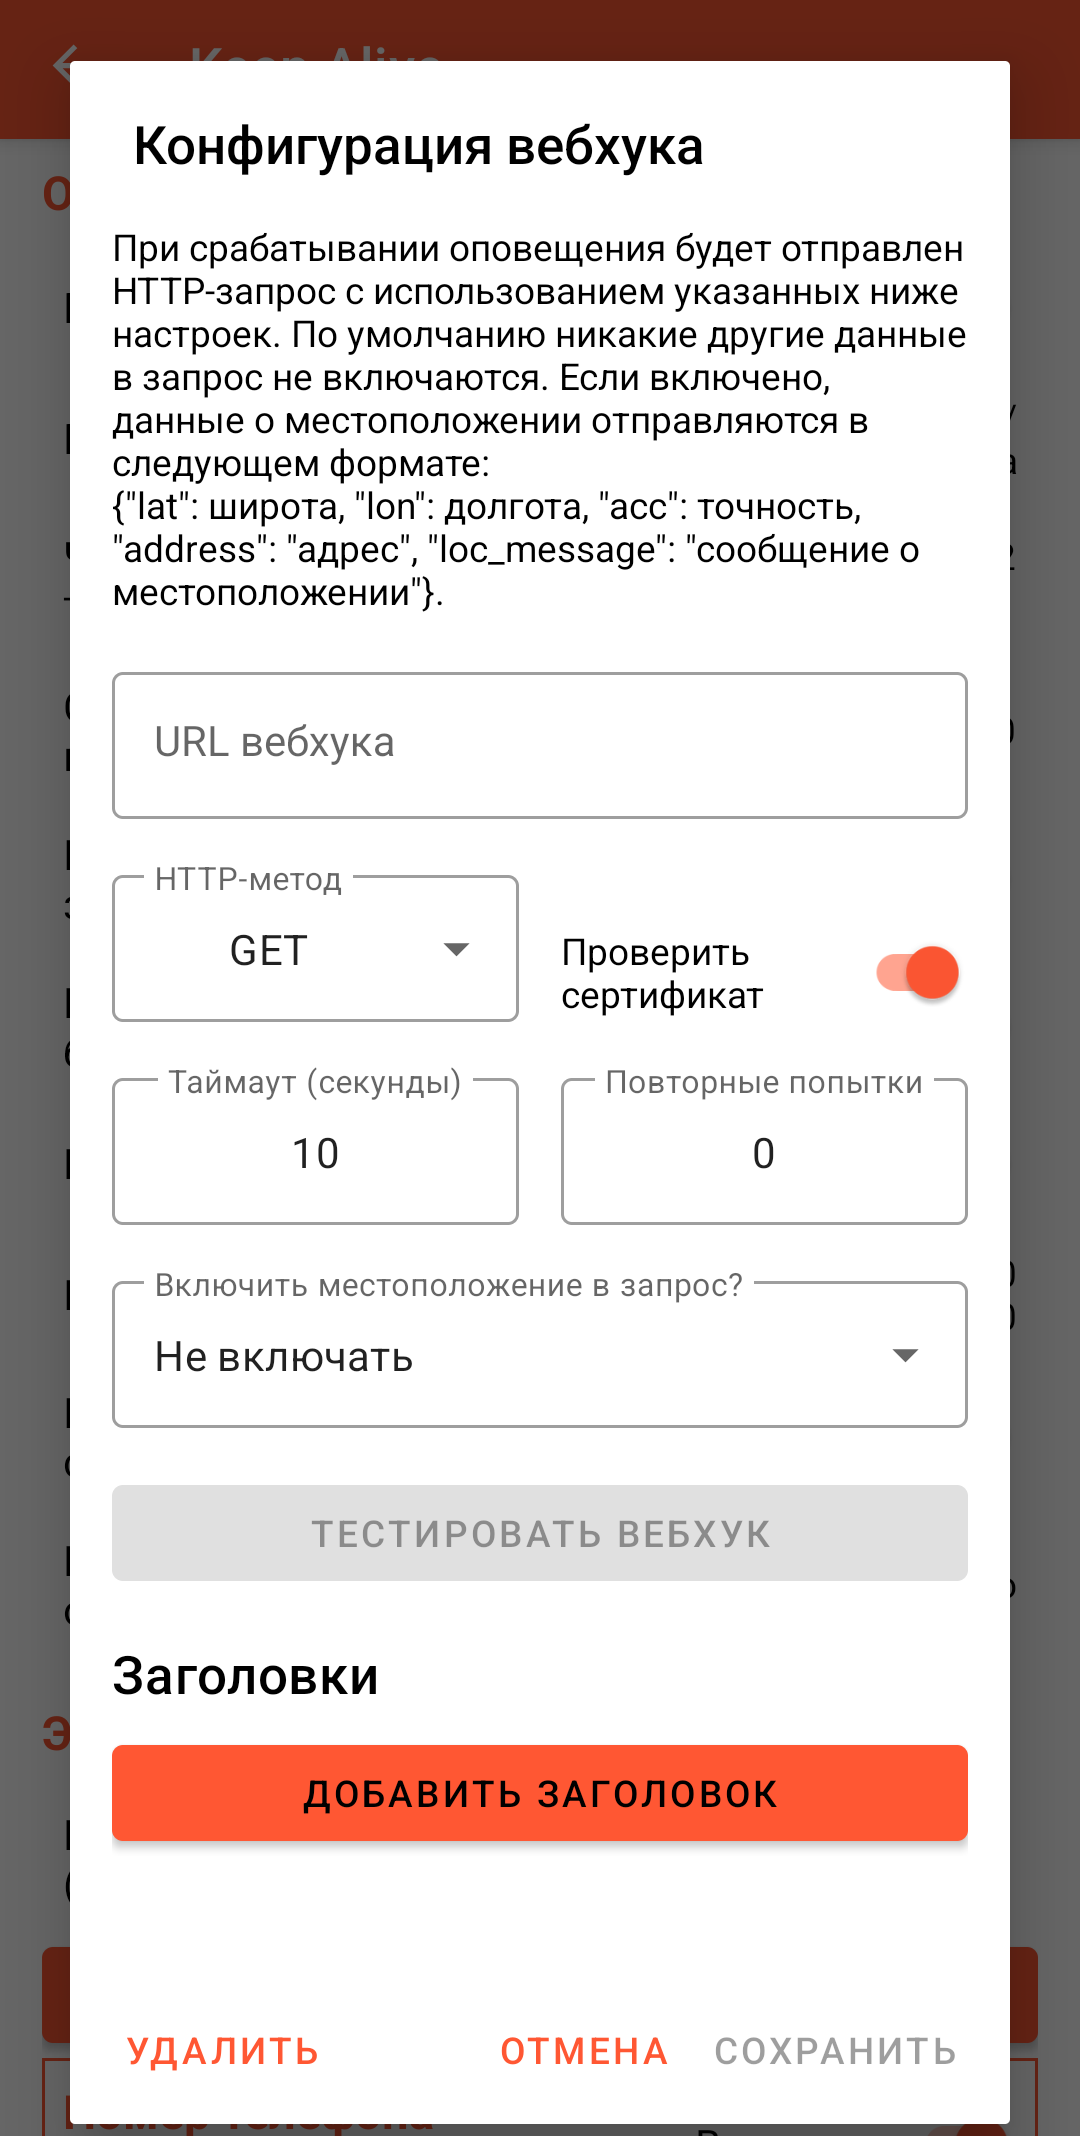 Конфигурация вебхука
При срабатывании оповещения будет отправлен
HTTP-запрос с использованием указанных ниже
настроек. По умолчанию никакие другие данные
в запрос не включаются. Если включено,
данные о местоположении отправляются в
следующем формате:
{"lat": широта, "lon": долгота, "acc": точность,
"address": "адрес", "loc_message": "сообщение о
местоположении"}.
URL вебхука
HTTP-метод
GET
Проверить
сертификат
Таймаут (секунды)
10
Повторные попытки
0
Включить местоположение в запрос?
Не включать
ТЕСТИРОВАТЬ ВЕБХУК
Заголовки
ДОБАВИТЬ ЗАГОЛОВОК
УДАЛИТЬ
ОТМЕНА
СОХРАНИТЬ